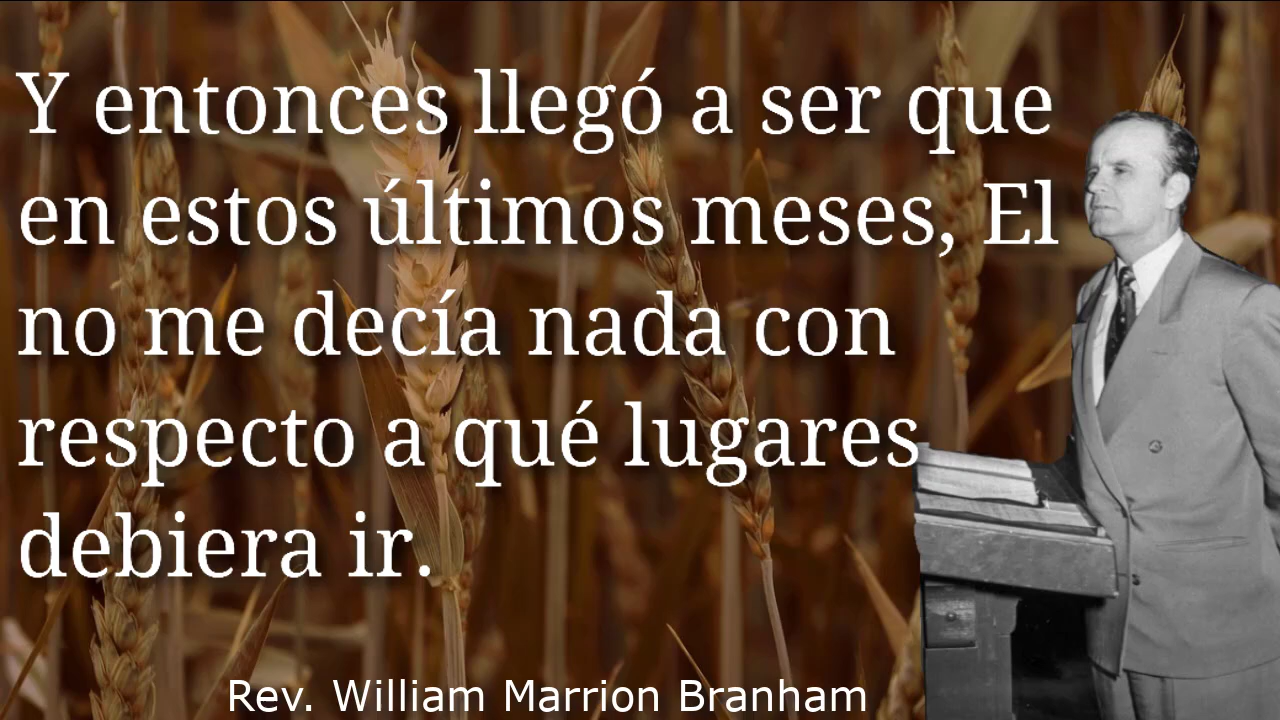 Y entonces llegó a ser que
en estos últimos meses, El
no me decía nada con
respecto a qué lugares
debiera ir.
Rev. William Marrion Branham